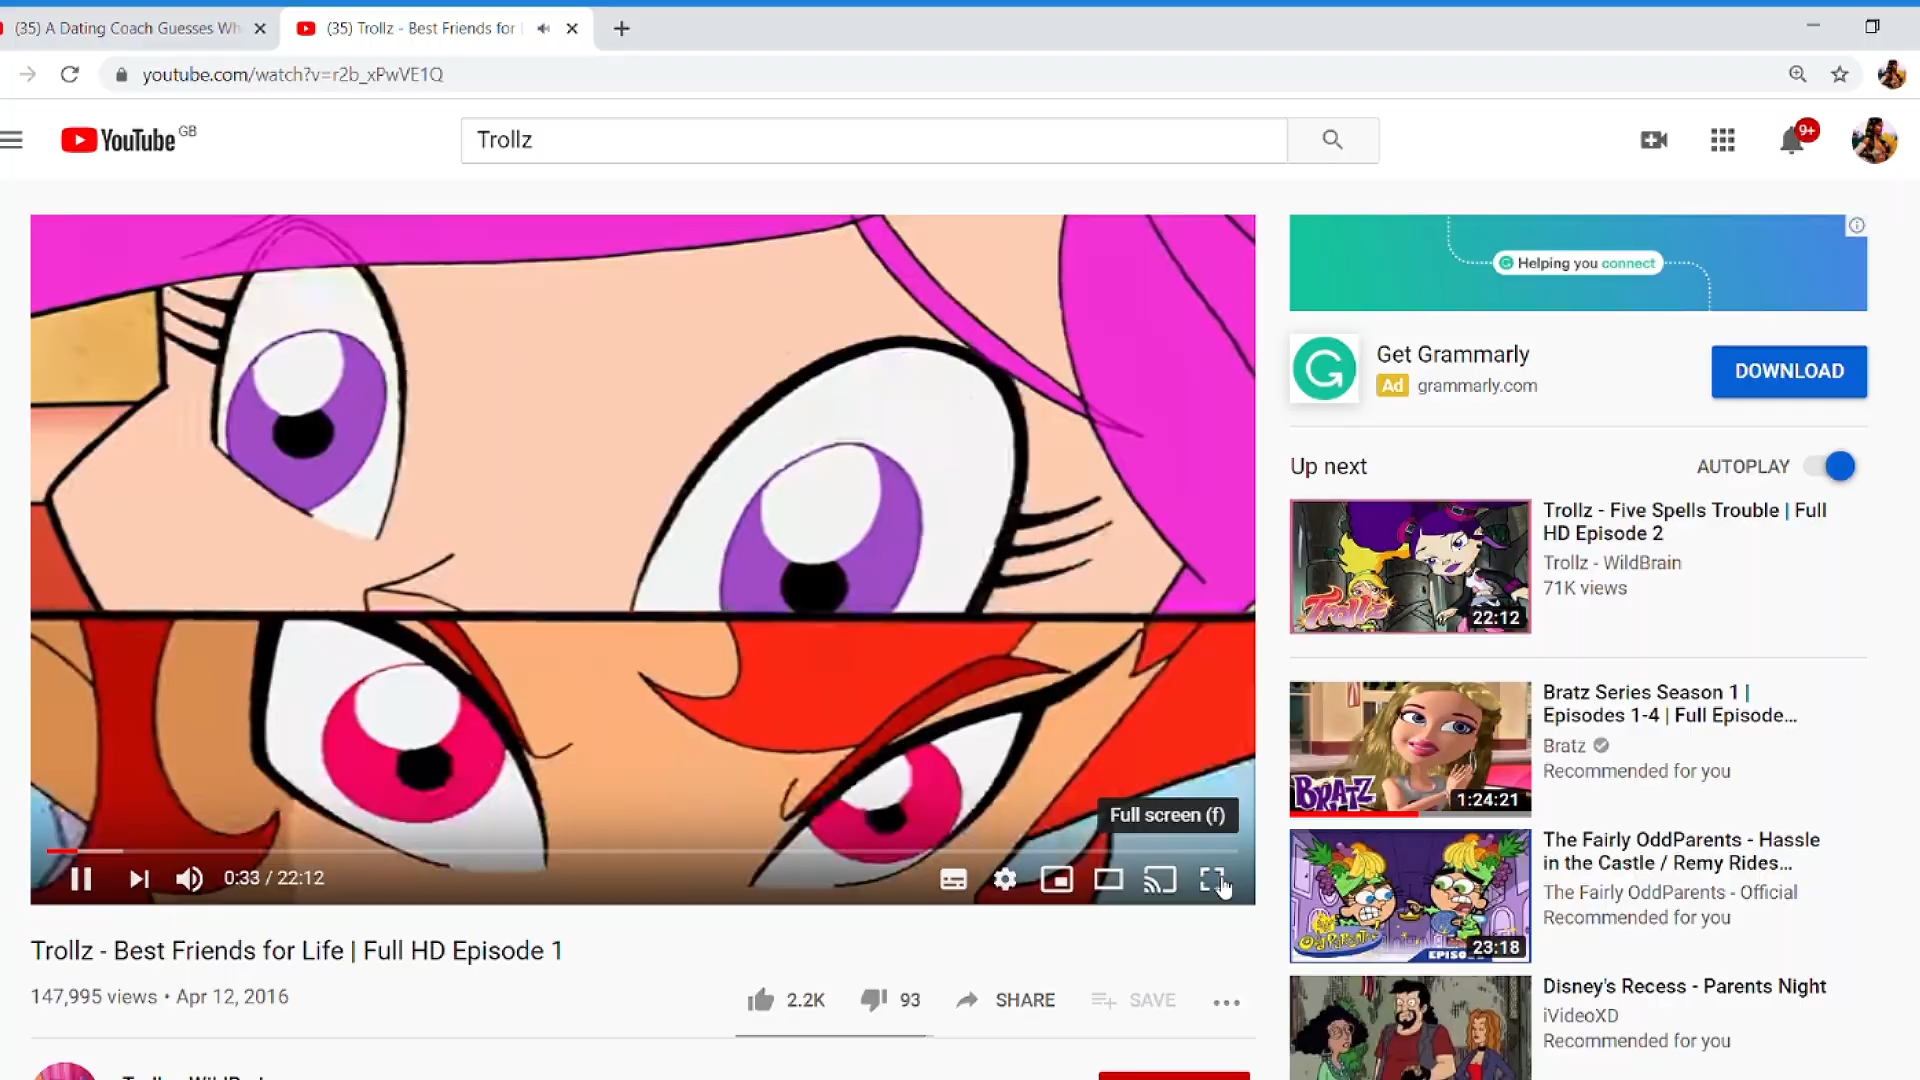 (35) A Dating Coach Guesses Wh
(35) Trollz - Best Friends for
youtube.com/watch?v=r2b_xPwVE1Q
YouTube GB
Trollz
9+
Helping you connect
Get Grammarly
Ad grammarly.com
DOWNLOAD
Up next
AUTOPLAY
Trollz
22:12
Trollz - Five Spells Trouble | Full
HD Episode 2
Trollz - WildBrain
71K views
BRATZ
1:24:21
Bratz Series Season 1 |
Episodes 1-4 | Full Episode...
Bratz
Recommended for you
23:18
The Fairly OddParents - Hassle
in the Castle / Remy Rides...
The Fairly OddParents - Official
Recommended for you
Disney's Recess - Parents Night
iVideoXD
Recommended for you
Full screen (f)
0:33 / 22:12
Trollz - Best Friends for Life | Full HD Episode 1
147,995 views • Apr 12, 2016
2.2K
93
SHARE
SAVE